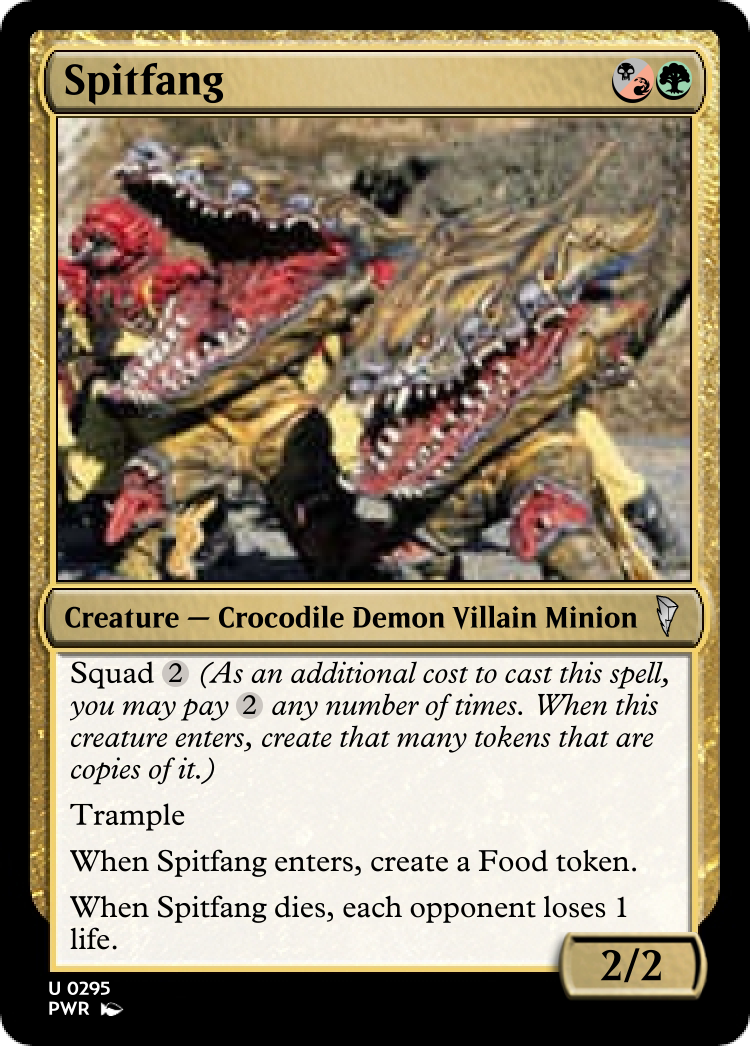 Spitfang
Creature — Crocodile Demon Villain Minion
Squad 2 (As an additional cost to cast this spell,
you may pay 2 any number of times. When this
creature enters, create that many tokens that are
copies of it.)
Trample
When Spitfang enters, create a Food token.
When Spitfang dies, each opponent loses 1
life.
2/2
U 0295
PWR